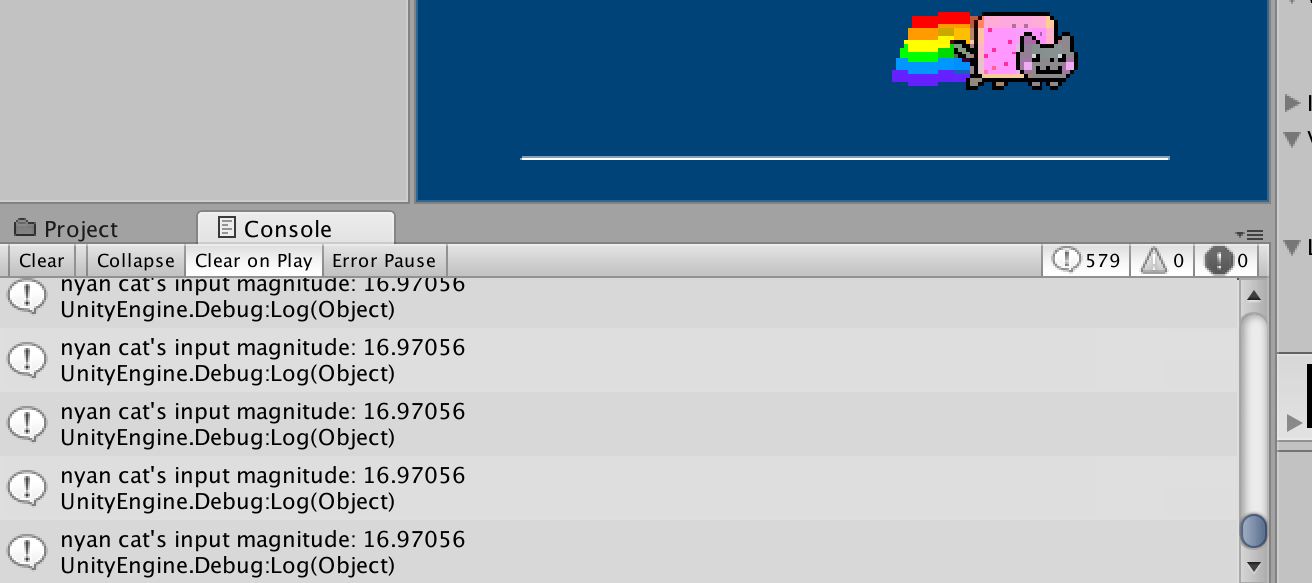 Project
Console
Clear
Collapse
Clear on Play
Error Pause
579
0
0
nyan cat's input magnitude: 16.97056
UnityEngine.Debug:Log(Object)
nyan cat's input magnitude: 16.97056
UnityEngine.Debug:Log(Object)
nyan cat's input magnitude: 16.97056
UnityEngine.Debug:Log(Object)
nyan cat's input magnitude: 16.97056
UnityEngine.Debug:Log(Object)
nyan cat's input magnitude: 16.97056
UnityEngine.Debug:Log(Object)